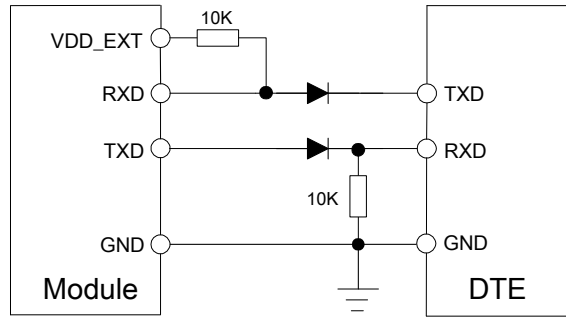 10K
VDD_EXT
RXD
TXD
TXD
RXD
10K
GND
GND
Module
DTE